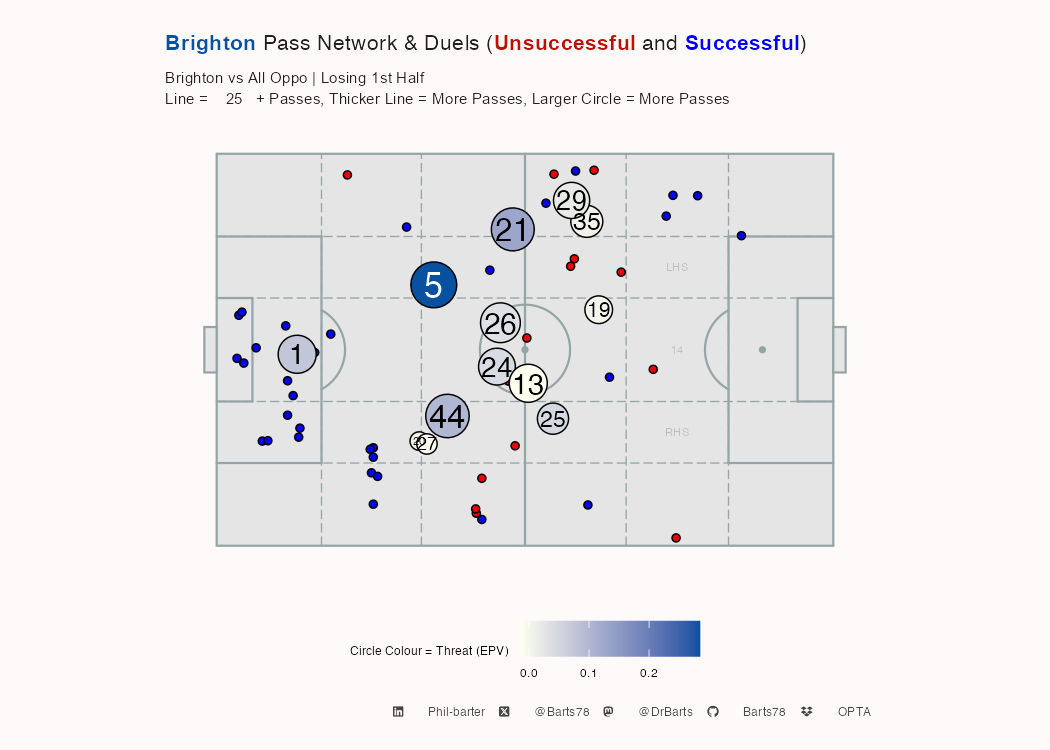 Brighton Pass Network & Duels (Unsuccessful and Successful)
Brighton vs All Oppo | Losing 1st Half
Line = 25 + Passes, Thicker Line = More Passes, Larger Circle = More Passes
29
35
21
LHS
5
19
26
14
1
24
13
44
25
27
RHS
Circle Colour = Threat (EPV)
0.0 0.1 0.2
Phil-barter @Barts78 @DrBarts Barts78 OPTA